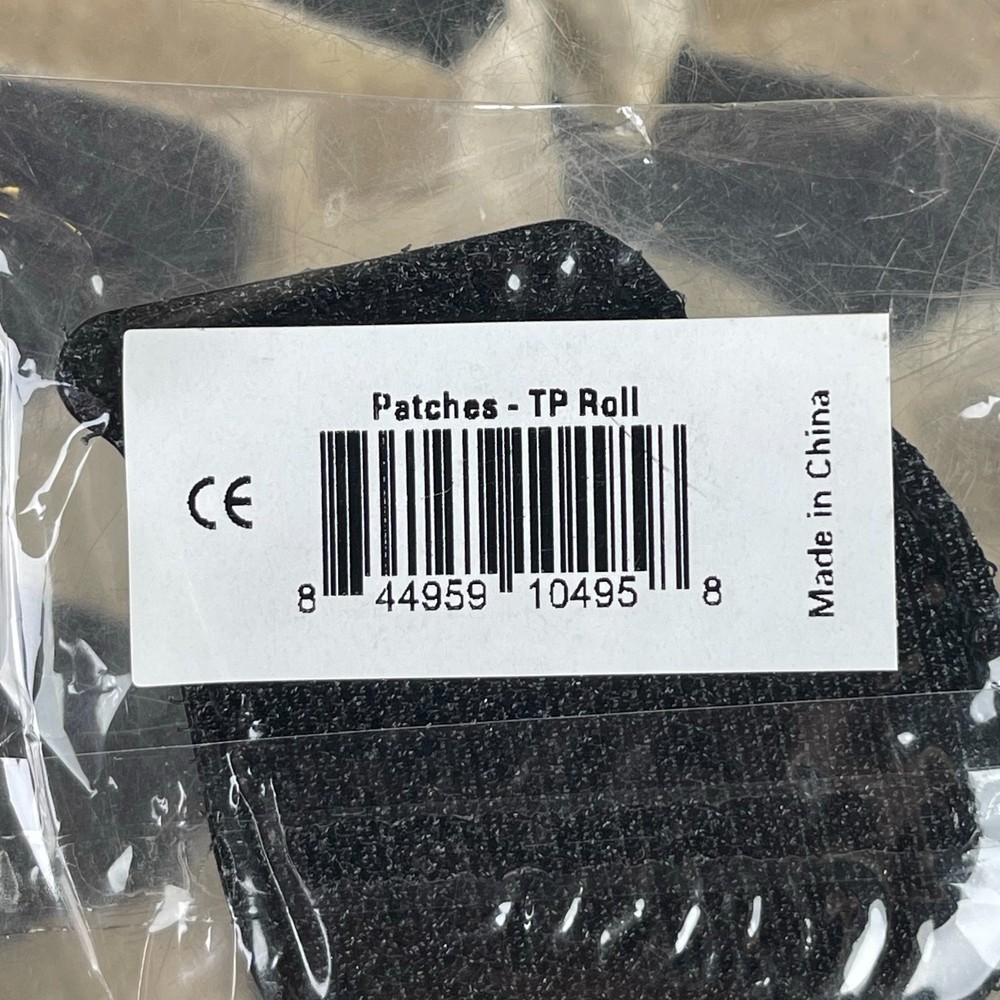 Patches - TP Roll
CE
8 44959 10495 8
Made in China